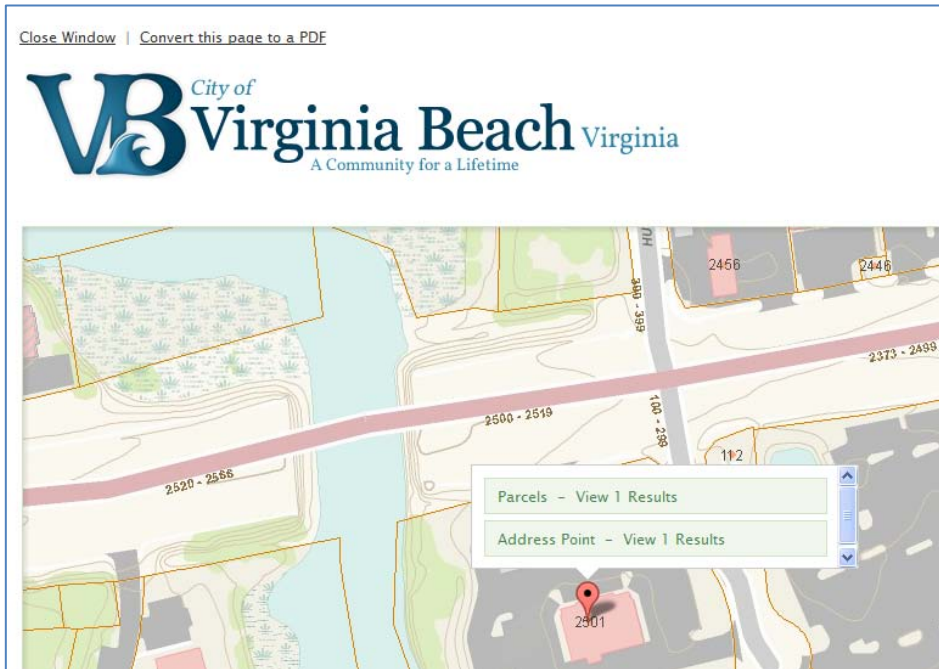 Close Window | Convert this page to a PDF
VB
City of
Virginia Beach Virginia
A Community for a Lifetime
HU
2456
2446
300 - 399
2373 - 2499
2500 - 2519
100 - 299
112
2520 - 2566
Parcels - View 1 Results
Address Point - View 1 Results
2501